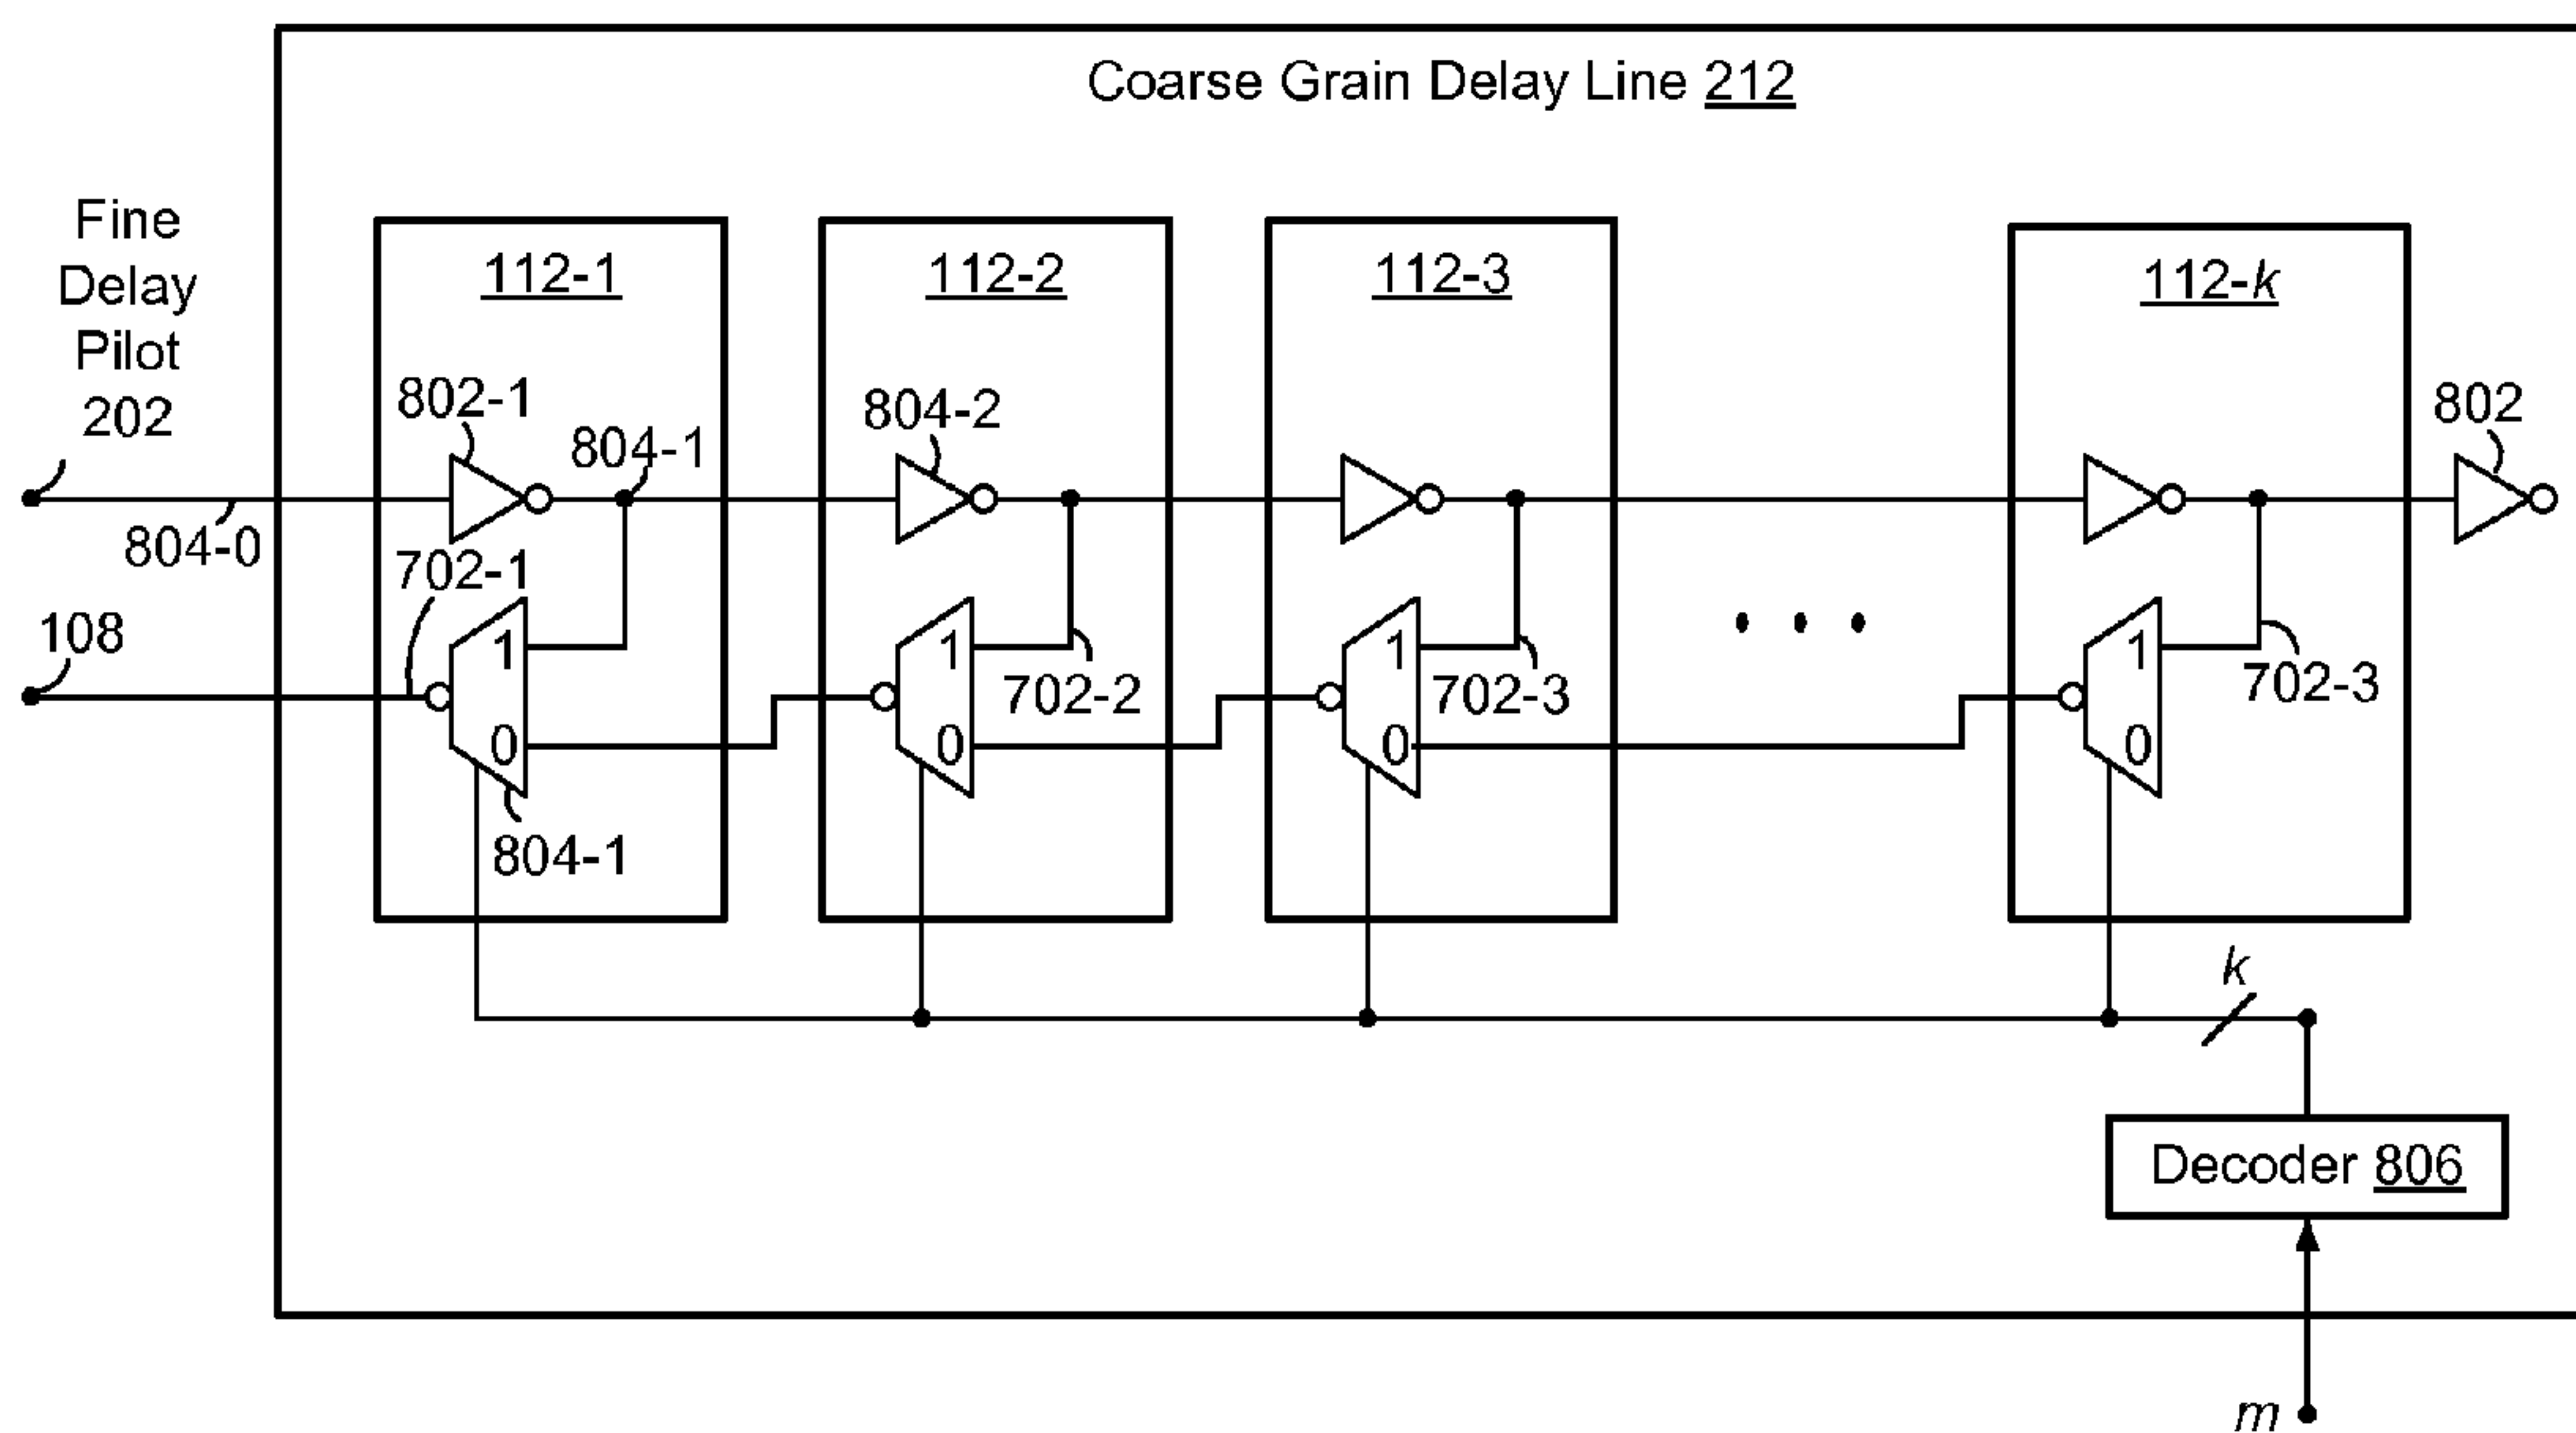 Coarse Grain Delay Line 212
Fine
Delay
Pilot
202
112-1
112-2
112-3
112-k
802-1
804-1
804-2
802
804-0
702-1
108
1
0
1
0
1
0
1
0
702-2
702-3
702-3
804-1
k
Decoder 806
m